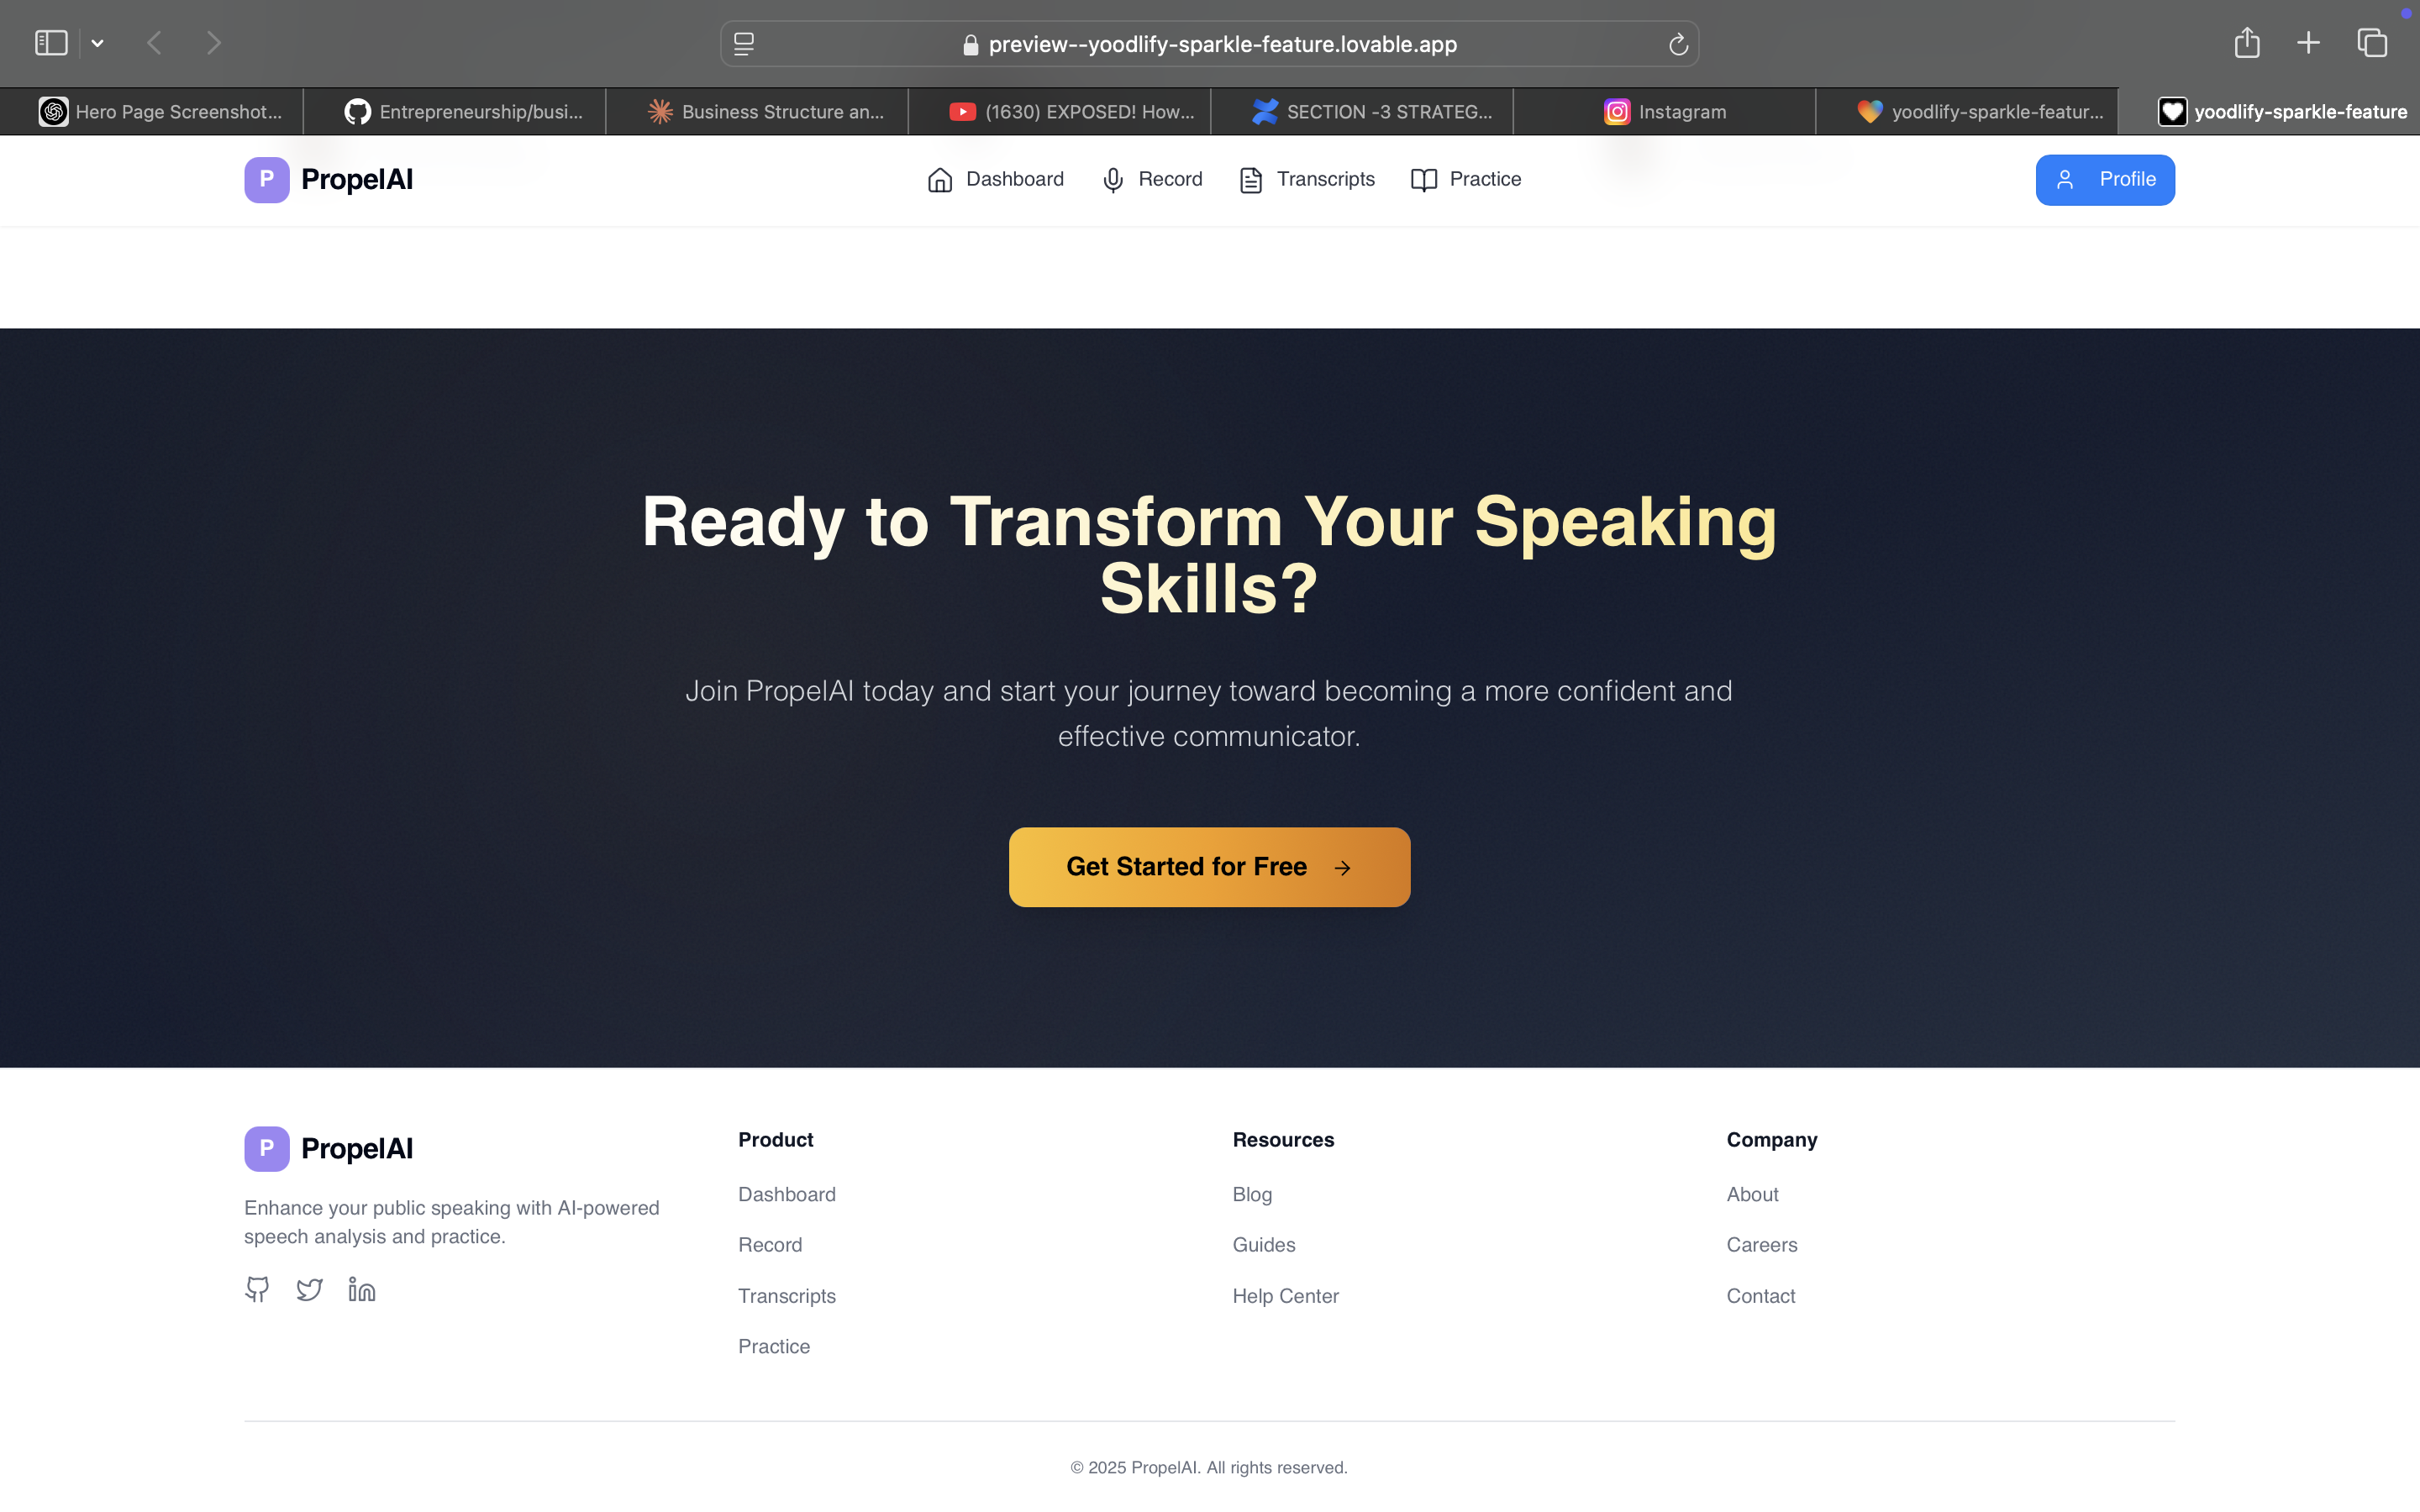 preview--yoodlify-sparkle-feature.lovable.app
Hero Page Screenshot...
Entrepreneurship/busi...
Business Structure an...
(1630) EXPOSED! How...
SECTION -3 STRATEG...
Instagram
yoodlify-sparkle-featur...
yoodlify-sparkle-feature
P PropelAI
Dashboard
Record
Transcripts
Practice
Profile
Ready to Transform Your Speaking
Skills?
Join PropelAI today and start your journey toward becoming a more confident and
effective communicator.
Get Started for Free →
P PropelAI
Enhance your public speaking with AI-powered
speech analysis and practice.
Product
Dashboard
Record
Transcripts
Practice
Resources
Blog
Guides
Help Center
Company
About
Careers
Contact
© 2025 PropelAI. All rights reserved.